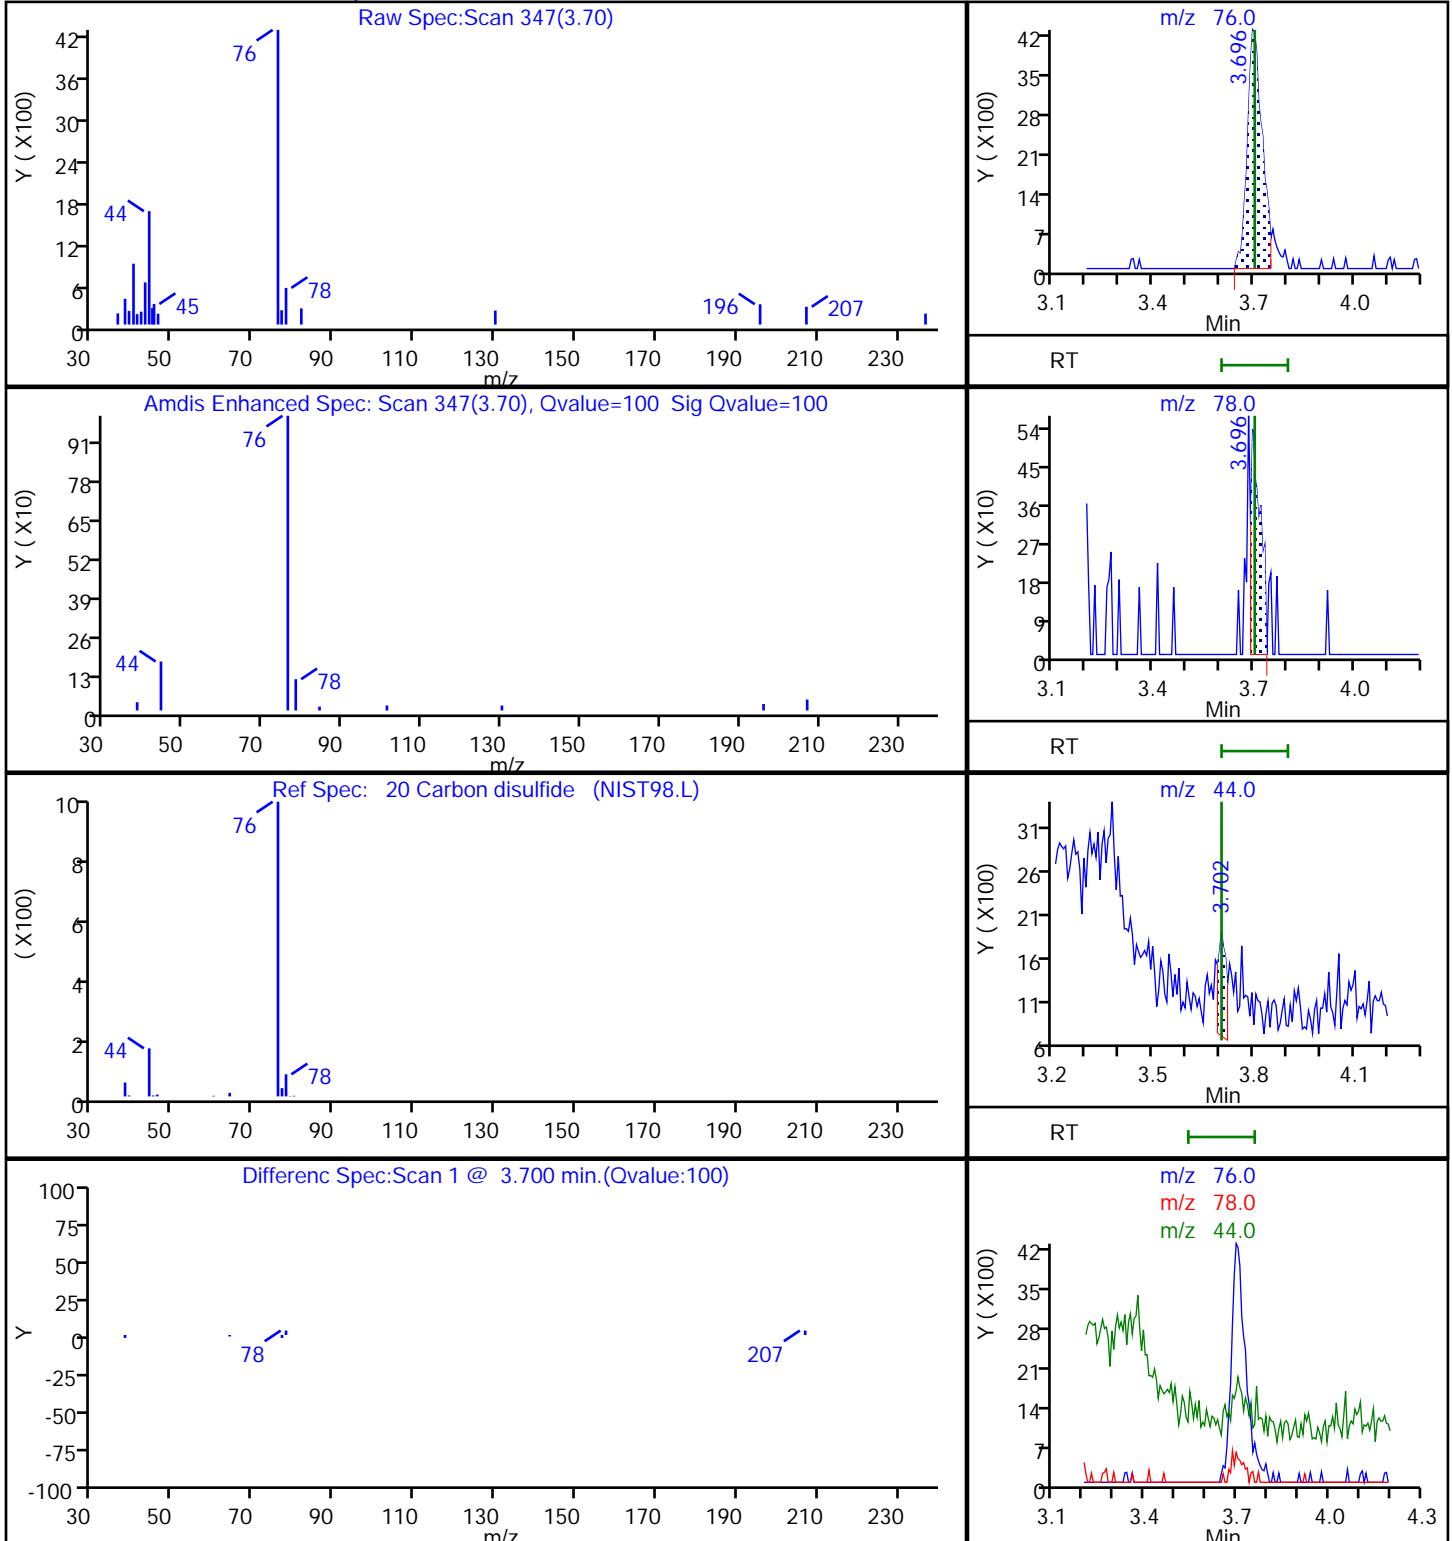 Raw Spec:Scan 347(3.70)
Y ( X100)
42
36
30
24
18
12
6
0
76
44
45
78
196
207
30 50 70 90 110 130 150 170 190 210 230
m/z
m/z 76.0
Y ( X100)
42
35
28
21
14
7
0
3.696
3.1 3.4 3.7 4.0
Min
RT
Amdis Enhanced Spec: Scan 347(3.70), Qvalue=100 Sig Qvalue=100
Y ( X10)
91
78
65
52
39
26
13
0
76
44
78
30 50 70 90 110 130 150 170 190 210 230
m/z
m/z 78.0
Y ( X10)
54
45
36
27
18
9
0
3.696
3.1 3.4 3.7 4.0
Min
RT
Ref Spec: 20 Carbon disulfide (NIST98.L)
( X100)
10
8
6
4
2
0
76
44
78
30 50 70 90 110 130 150 170 190 210 230
m/z 44.0
Y ( X100)
31
26
21
16
11
6
3.702
3.2 3.5 3.8 4.1
Min
RT
Differenc Spec:Scan 1 @ 3.700 min.(Qvalue:100)
Y
100
75
50
25
0
-25
-50
-75
-100
78
207
30 50 70 90 110 130 150 170 190 210 230
m/z
m/z 76.0
m/z 78.0
m/z 44.0
Y ( X100)
42
35
28
21
14
7
0
3.1 3.4 3.7 4.0 4.3
Min